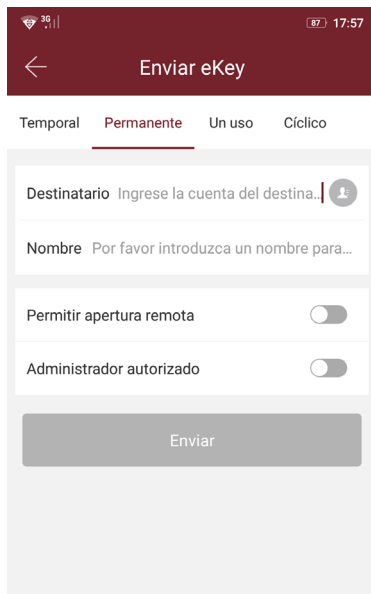 3G 87 17:57
Enviar eKey
Temporal Permanente Un uso Cíclico
Destinatario Ingrese la cuenta del destina...
Nombre Por favor introduzca un nombre para...
Permitir apertura remota
Administrador autorizado
Enviar